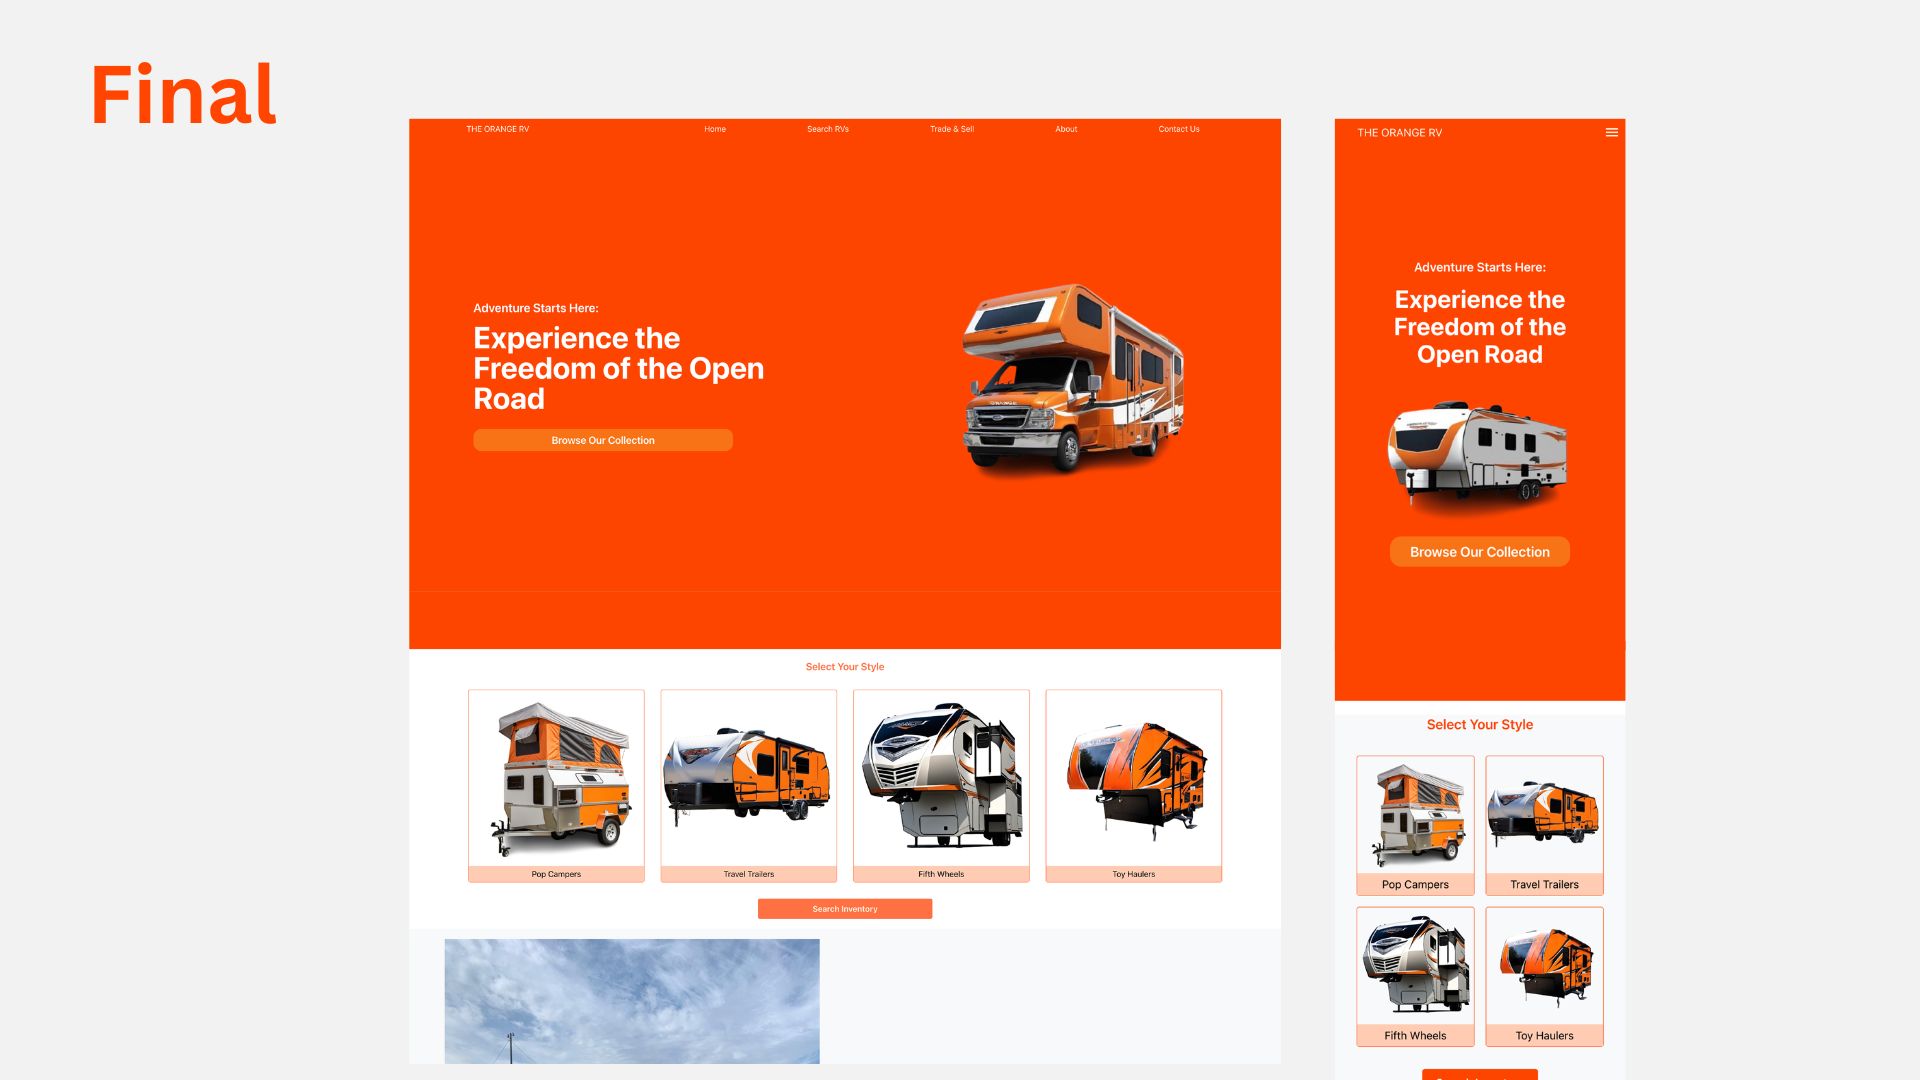 Final
THE ORANGE RV
Home
Search RVs
Trade & Sell
About
Contact Us
Adventure Starts Here:
Experience the
Freedom of the Open
Road
Browse Our Collection
Select Your Style
Pop Campers
Travel Trailers
Fifth Wheels
Toy Haulers
Search Inventory
THE ORANGE RV
Adventure Starts Here:
Experience the
Freedom of the
Open Road
Browse Our Collection
Select Your Style
Pop Campers
Travel Trailers
Fifth Wheels
Toy Haulers